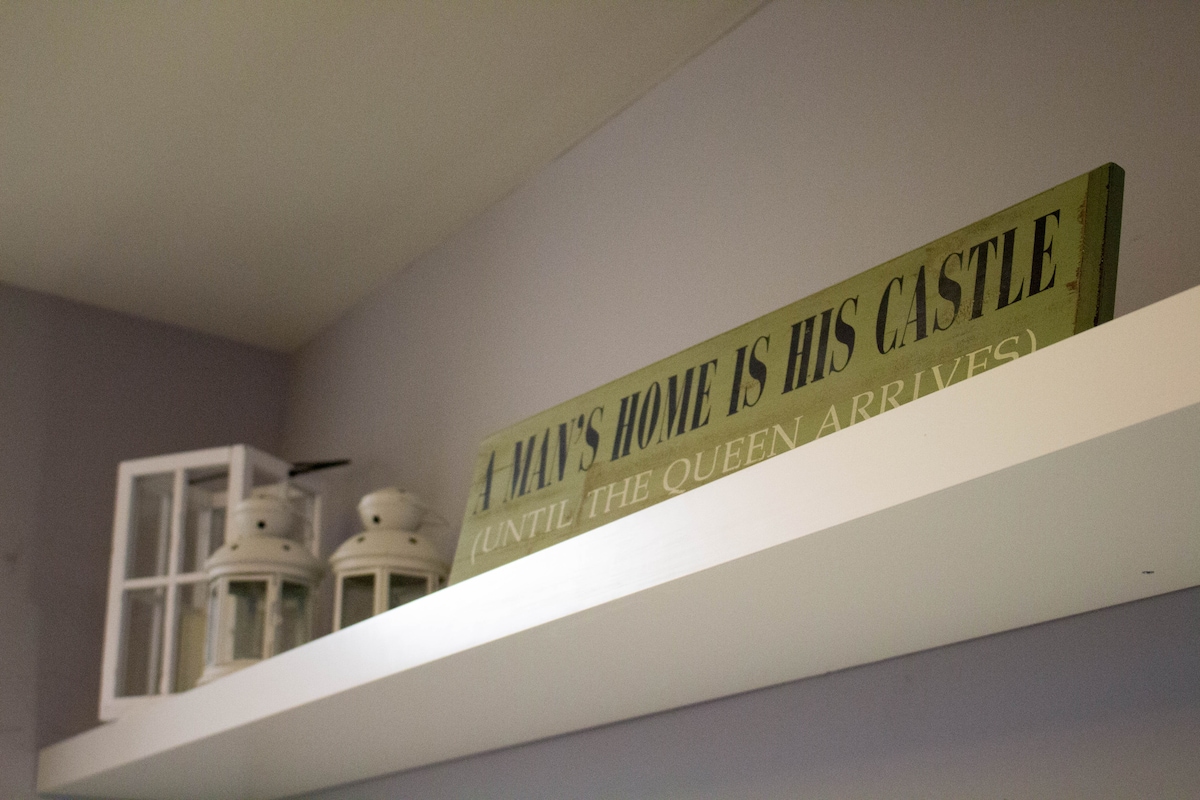 A MAN'S HOME IS HIS CASTLE
(UNTIL THE QUEEN ARRIVES)